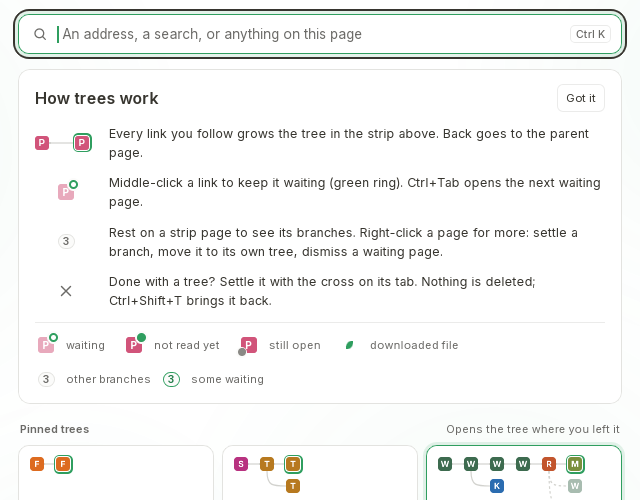 An address, a search, or anything on this page Ctrl K
How trees work Got it
P P Every link you follow grows the tree in the strip above. Back goes to the parent
page.
P Middle-click a link to keep it waiting (green ring). Ctrl+Tab opens the next waiting
page.
3 Rest on a strip page to see its branches. Right-click a page for more: settle a
branch, move it to its own tree, dismiss a waiting page.
Done with a tree? Settle it with the cross on its tab. Nothing is deleted;
Ctrl+Shift+T brings it back.
P waiting P not read yet P still open downloaded file
3 other branches 3 some waiting
Pinned trees Opens the tree where you left it
F F S T T W W W W R M
T K W